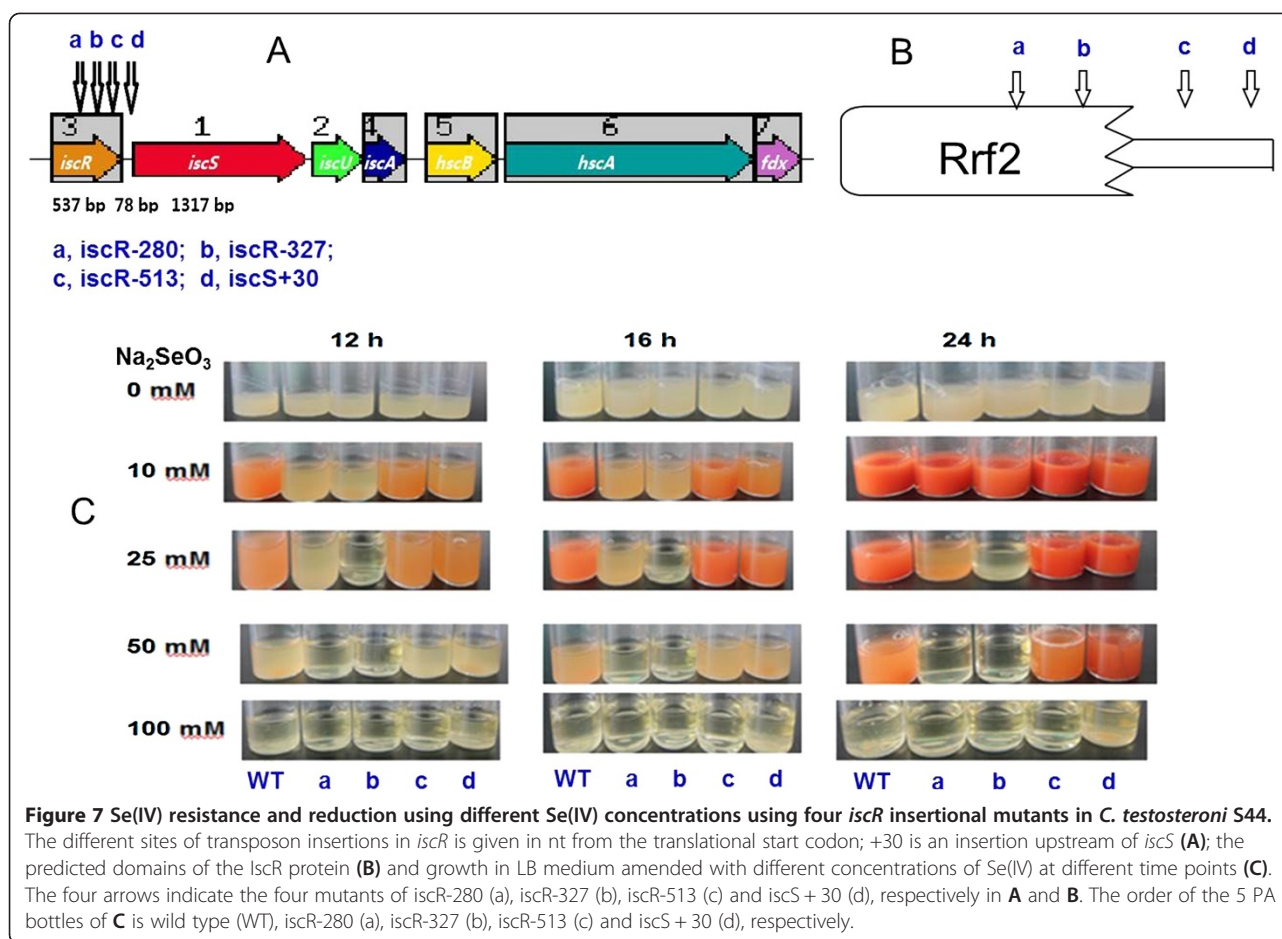 a b c d
A
3 1 2 4 5 6 7
iscR iscS iscU iscA hscB hscA fdx
537 bp 78 bp 1317 bp
a, iscR-280; b, iscR-327;
c, iscR-513; d, iscS+30
B
a b c d
Rrf2
12 h 16 h 24 h
Na₂SeO₃
0 mM
10 mM
C
25 mM
50 mM
100 mM
WT a b c d WT a b c d WT a b c d
Figure 7 Se(IV) resistance and reduction using different Se(IV) concentrations using four iscR insertional mutants in C. testosteroni S44.
The different sites of transposon insertions in iscR is given in nt from the translational start codon; +30 is an insertion upstream of iscS (A); the
predicted domains of the IscR protein (B) and growth in LB medium amended with different concentrations of Se(IV) at different time points (C).
The four arrows indicate the four mutants of iscR-280 (a), iscR-327 (b), iscR-513 (c) and iscS + 30 (d), respectively in A and B. The order of the 5 PA
bottles of C is wild type (WT), iscR-280 (a), iscR-327 (b), iscR-513 (c) and iscS + 30 (d), respectively.